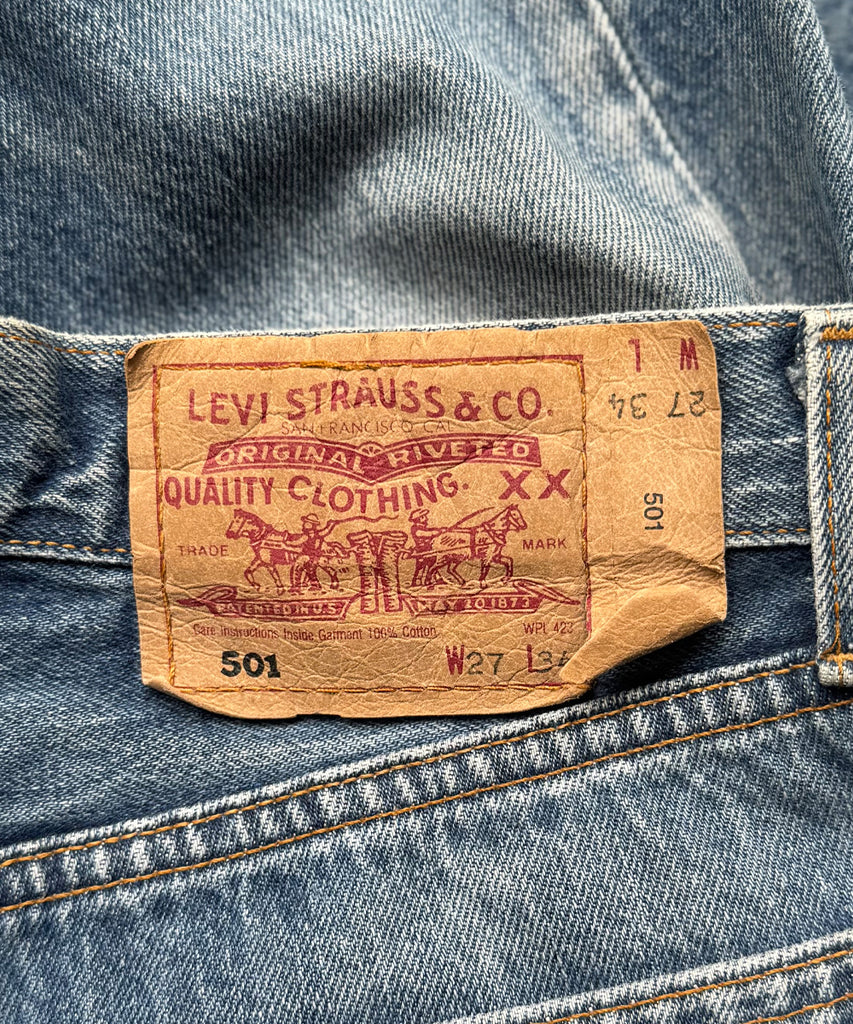 LEVI STRAUSS & CO.
SAN FRANCISCO CAL
ORIGINAL RIVETED
QUALITY CLOTHING. XX
TRADE MARK
PATENTED IN U.S. MAY 20 1873
Care Instructions Inside Garment 100% Cotton WPL 423
501 W27 L34
W L
27 34
501